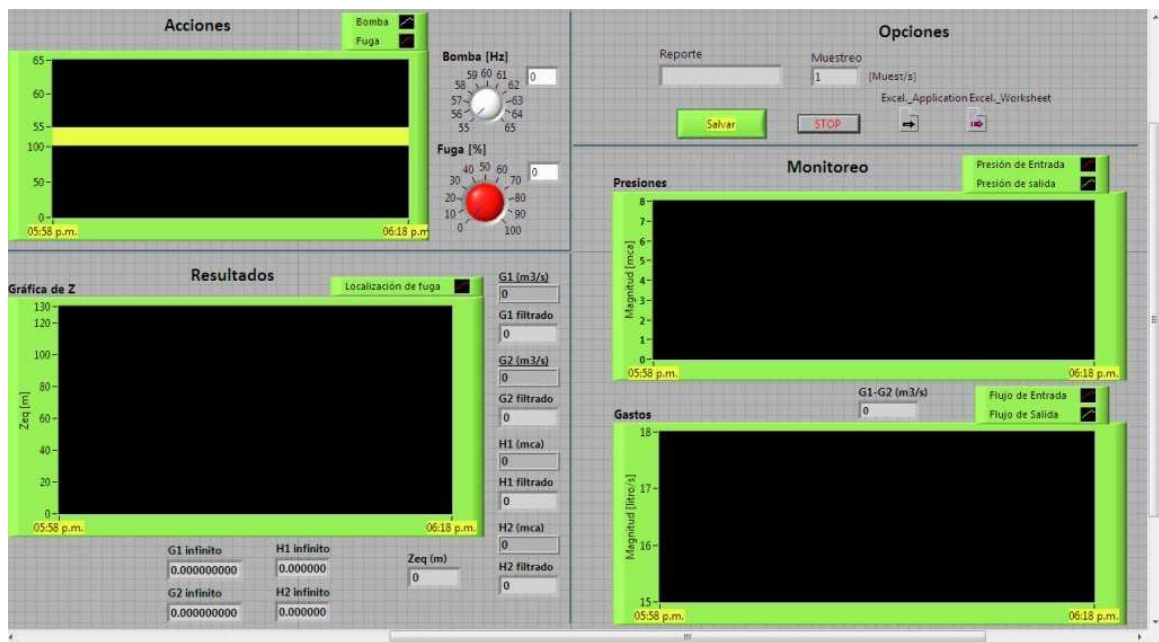 Acciones
Bomba
Fuga
65
60
55
100
50
0
05:58 p.m.
06:18 p.m
Bomba [Hz]
55
56
57
58
59
60
61
62
63
64
65
0
Fuga [%]
0
10
20
30
40
50
60
70
80
90
100
0
Opciones
Reporte
Muestreo
1
[Muest/s]
Excel._Application
Excel._Worksheet
Salvar
STOP
Monitoreo
Presión de Entrada
Presión de salida
Presiones
Magnitud [mca]
8
7
6
5
4
3
2
1
0
05:58 p.m.
06:18 p.m.
G1-G2 (m3/s)
0
Flujo de Entrada
Flujo de Salida
Gastos
Magnitud [litro/s]
18
17
16
15
05:58 p.m.
06:18 p.m.
Resultados
Localización de fuga
Gráfica de Z
Zeq [m]
130
120
100
80
60
40
20
0
05:58 p.m.
06:18 p.m.
G1 (m3/s)
0
G1 filtrado
0
G2 (m3/s)
0
G2 filtrado
0
H1 (mca)
0
H1 filtrado
0
H2 (mca)
0
H2 filtrado
0
G1 infinito
0.000000000
H1 infinito
0.000000
G2 infinito
0.000000000
H2 infinito
0.000000
Zeq (m)
0